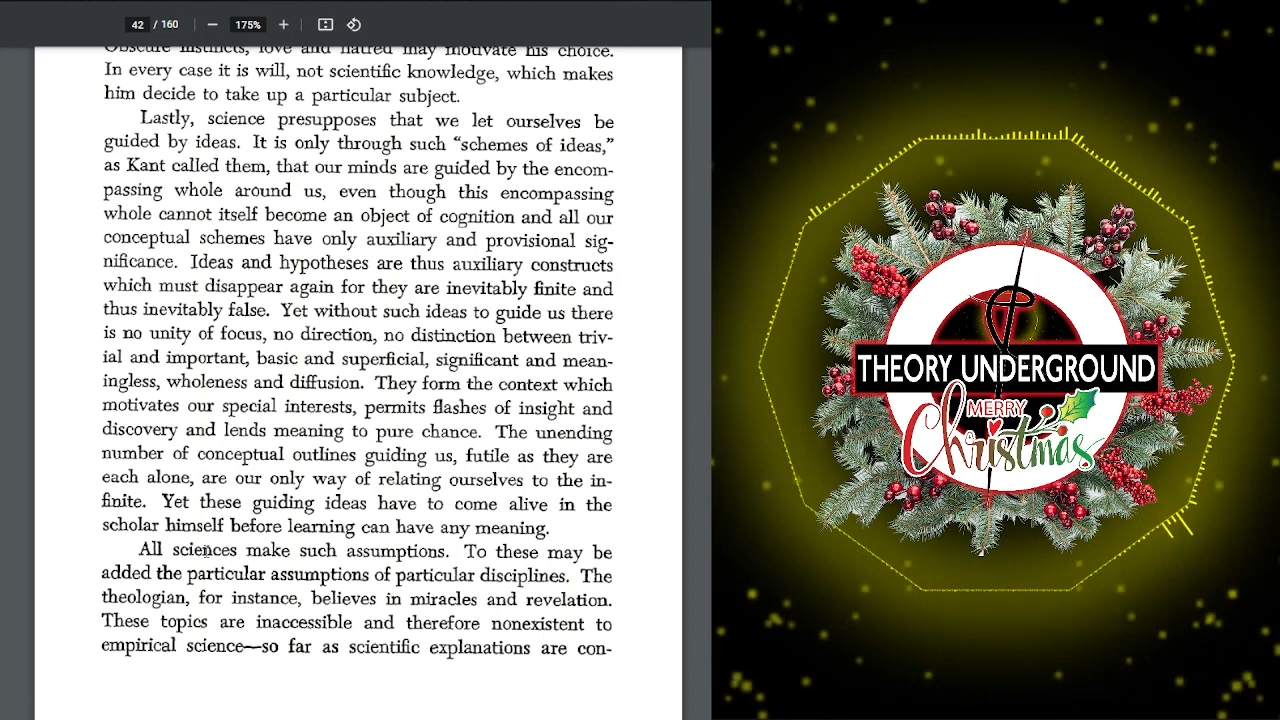 42 / 160
175%
Obscure instincts, love and hatred may motivate his choice.
In every case it is will, not scientific knowledge, which makes
him decide to take up a particular subject.
Lastly, science presupposes that we let ourselves be
guided by ideas. It is only through such “schemes of ideas,”
as Kant called them, that our minds are guided by the encom-
passing whole around us, even though this encompassing
whole cannot itself become an object of cognition and all our
conceptual schemes have only auxiliary and provisional sig-
nificance. Ideas and hypotheses are thus auxiliary constructs
which must disappear again for they are inevitably finite and
thus inevitably false. Yet without such ideas to guide us there
is no unity of focus, no direction, no distinction between triv-
ial and important, basic and superficial, significant and mean-
ingless, wholeness and diffusion. They form the context which
motivates our special interests, permits flashes of insight and
discovery and lends meaning to pure chance. The unending
number of conceptual outlines guiding us, futile as they are
each alone, are our only way of relating ourselves to the in-
finite. Yet these guiding ideas have to come alive in the
scholar himself before learning can have any meaning.
All sciences make such assumptions. To these may be
added the particular assumptions of particular disciplines. The
theologian, for instance, believes in miracles and revelation.
These topics are inaccessible and therefore nonexistent to
empirical science—so far as scientific explanations are con-
THEORY UNDERGROUND
MERRY
Christmas